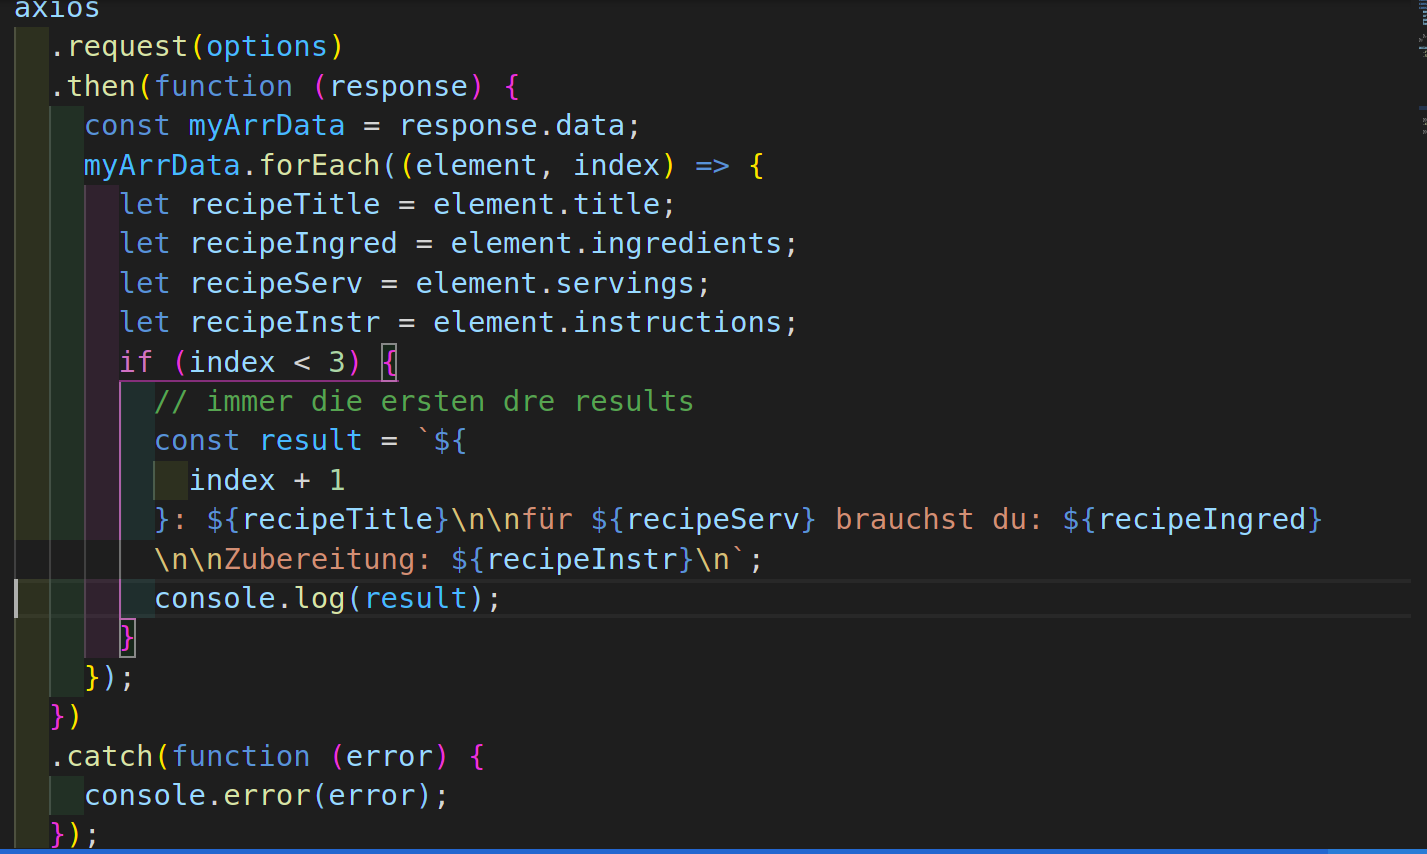 axios
.request(options)
.then(function (response) {
const myArrData = response.data;
myArrData.forEach((element, index) => {
let recipeTitle = element.title;
let recipeIngred = element.ingredients;
let recipeServ = element.servings;
let recipeInstr = element.instructions;
if (index < 3) {
// immer die ersten dre results
const result = `${
index + 1
}: ${recipeTitle}\n\nfür ${recipeServ} brauchst du: ${recipeIngred}
\n\nZubereitung: ${recipeInstr}\n`;
console.log(result);
}
});
})
.catch(function (error) {
console.error(error);
});